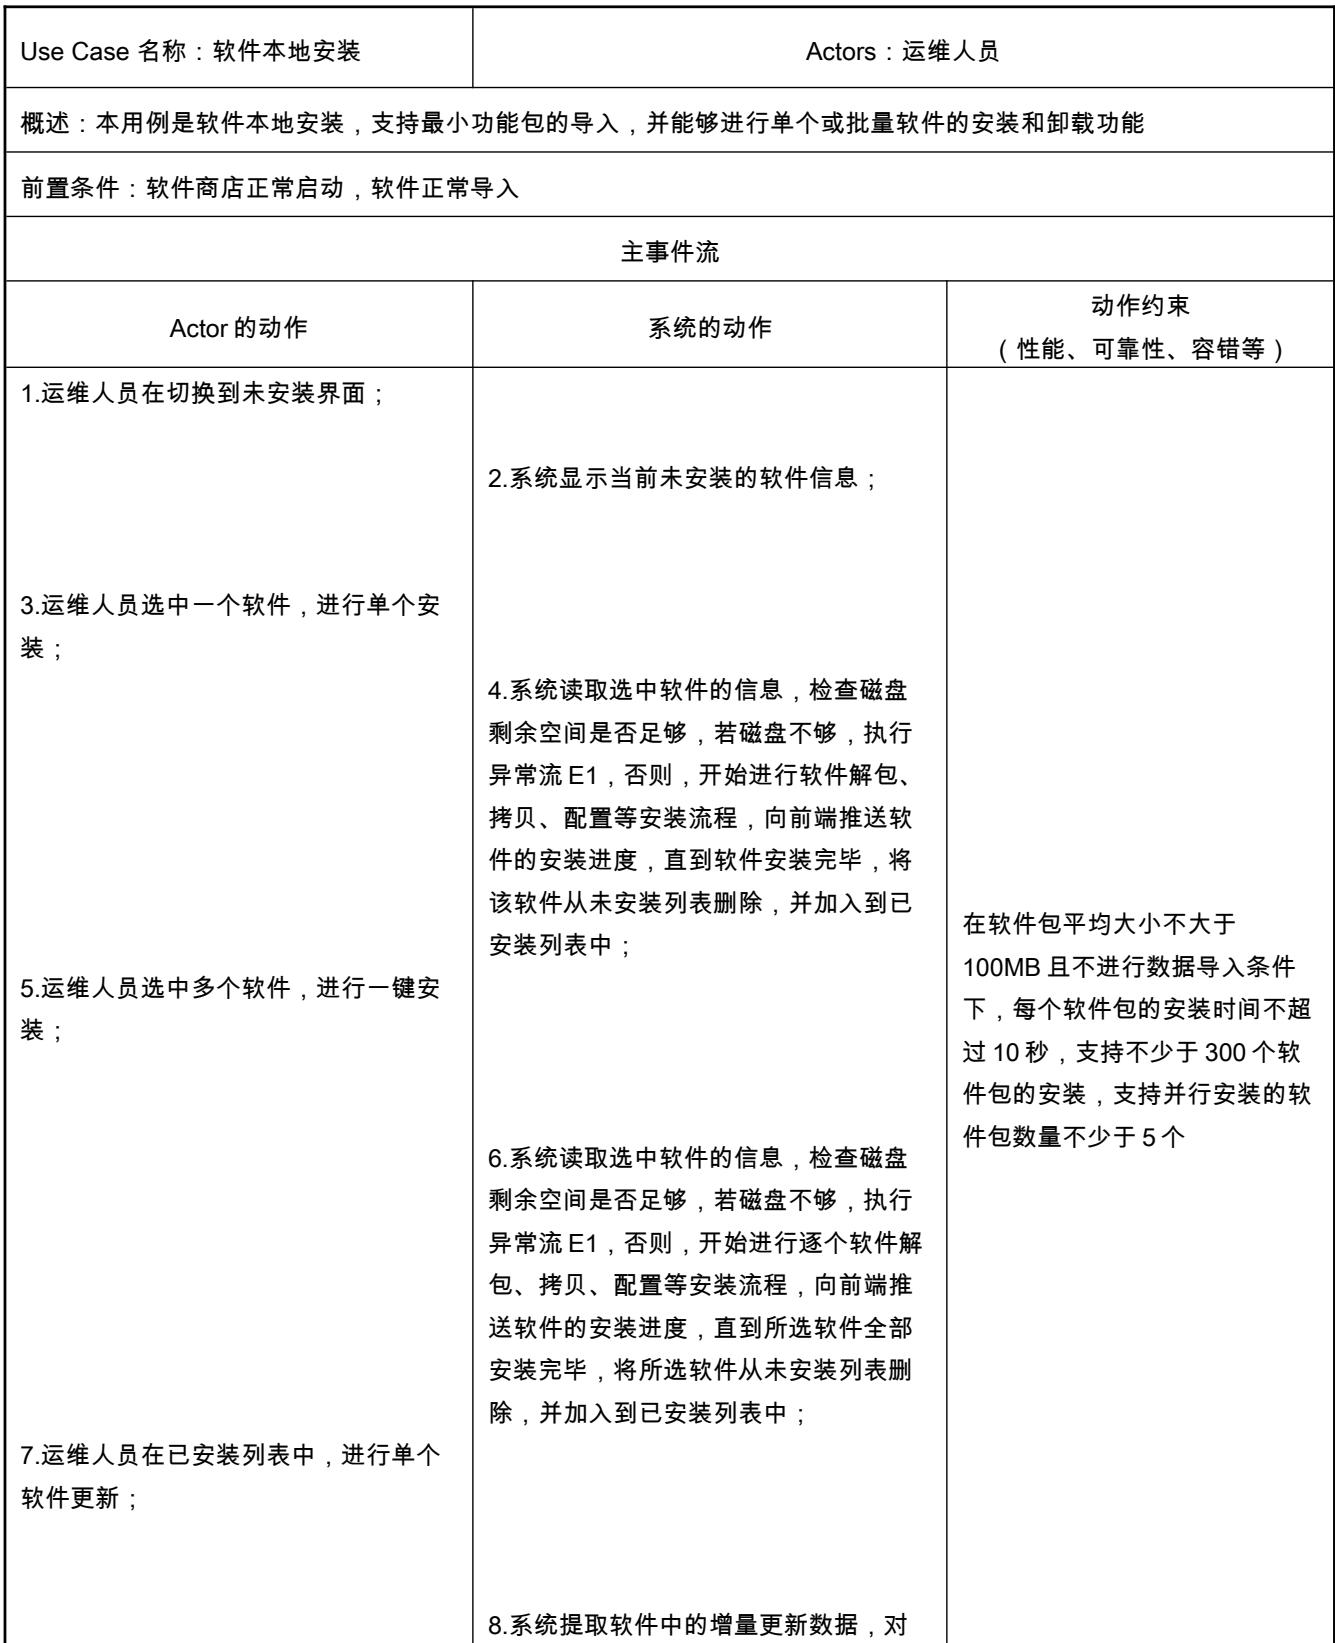 Use Case 名称：软件本地安装
Actors：运维人员
概述：本用例是软件本地安装，支持最小功能包的导入，并能够进行单个或批量软件的安装和卸载功能
前置条件：软件商店正常启动，软件正常导入
主事件流
Actor 的动作
系统的动作
动作约束
（性能、可靠性、容错等）
1.运维人员在切换到未安装界面；
2.系统显示当前未安装的软件信息；
3.运维人员选中一个软件，进行单个安
装；
4.系统读取选中软件的信息，检查磁盘
剩余空间是否足够，若磁盘不够，执行
异常流 E1，否则，开始进行软件解包、
拷贝、配置等安装流程，向前端推送软
件的安装进度，直到软件安装完毕，将
该软件从未安装列表删除，并加入到已
安装列表中；
5.运维人员选中多个软件，进行一键安
装；
6.系统读取选中软件的信息，检查磁盘
剩余空间是否足够，若磁盘不够，执行
异常流 E1，否则，开始进行逐个软件解
包、拷贝、配置等安装流程，向前端推
送软件的安装进度，直到所选软件全部
安装完毕，将所选软件从未安装列表删
除，并加入到已安装列表中；
7.运维人员在已安装列表中，进行单个
软件更新；
8.系统提取软件中的增量更新数据，对
在软件包平均大小不大于
100MB 且不进行数据导入条件
下，每个软件包的安装时间不超
过 10 秒，支持不少于 300 个软
件包的安装，支持并行安装的软
件包数量不少于 5 个